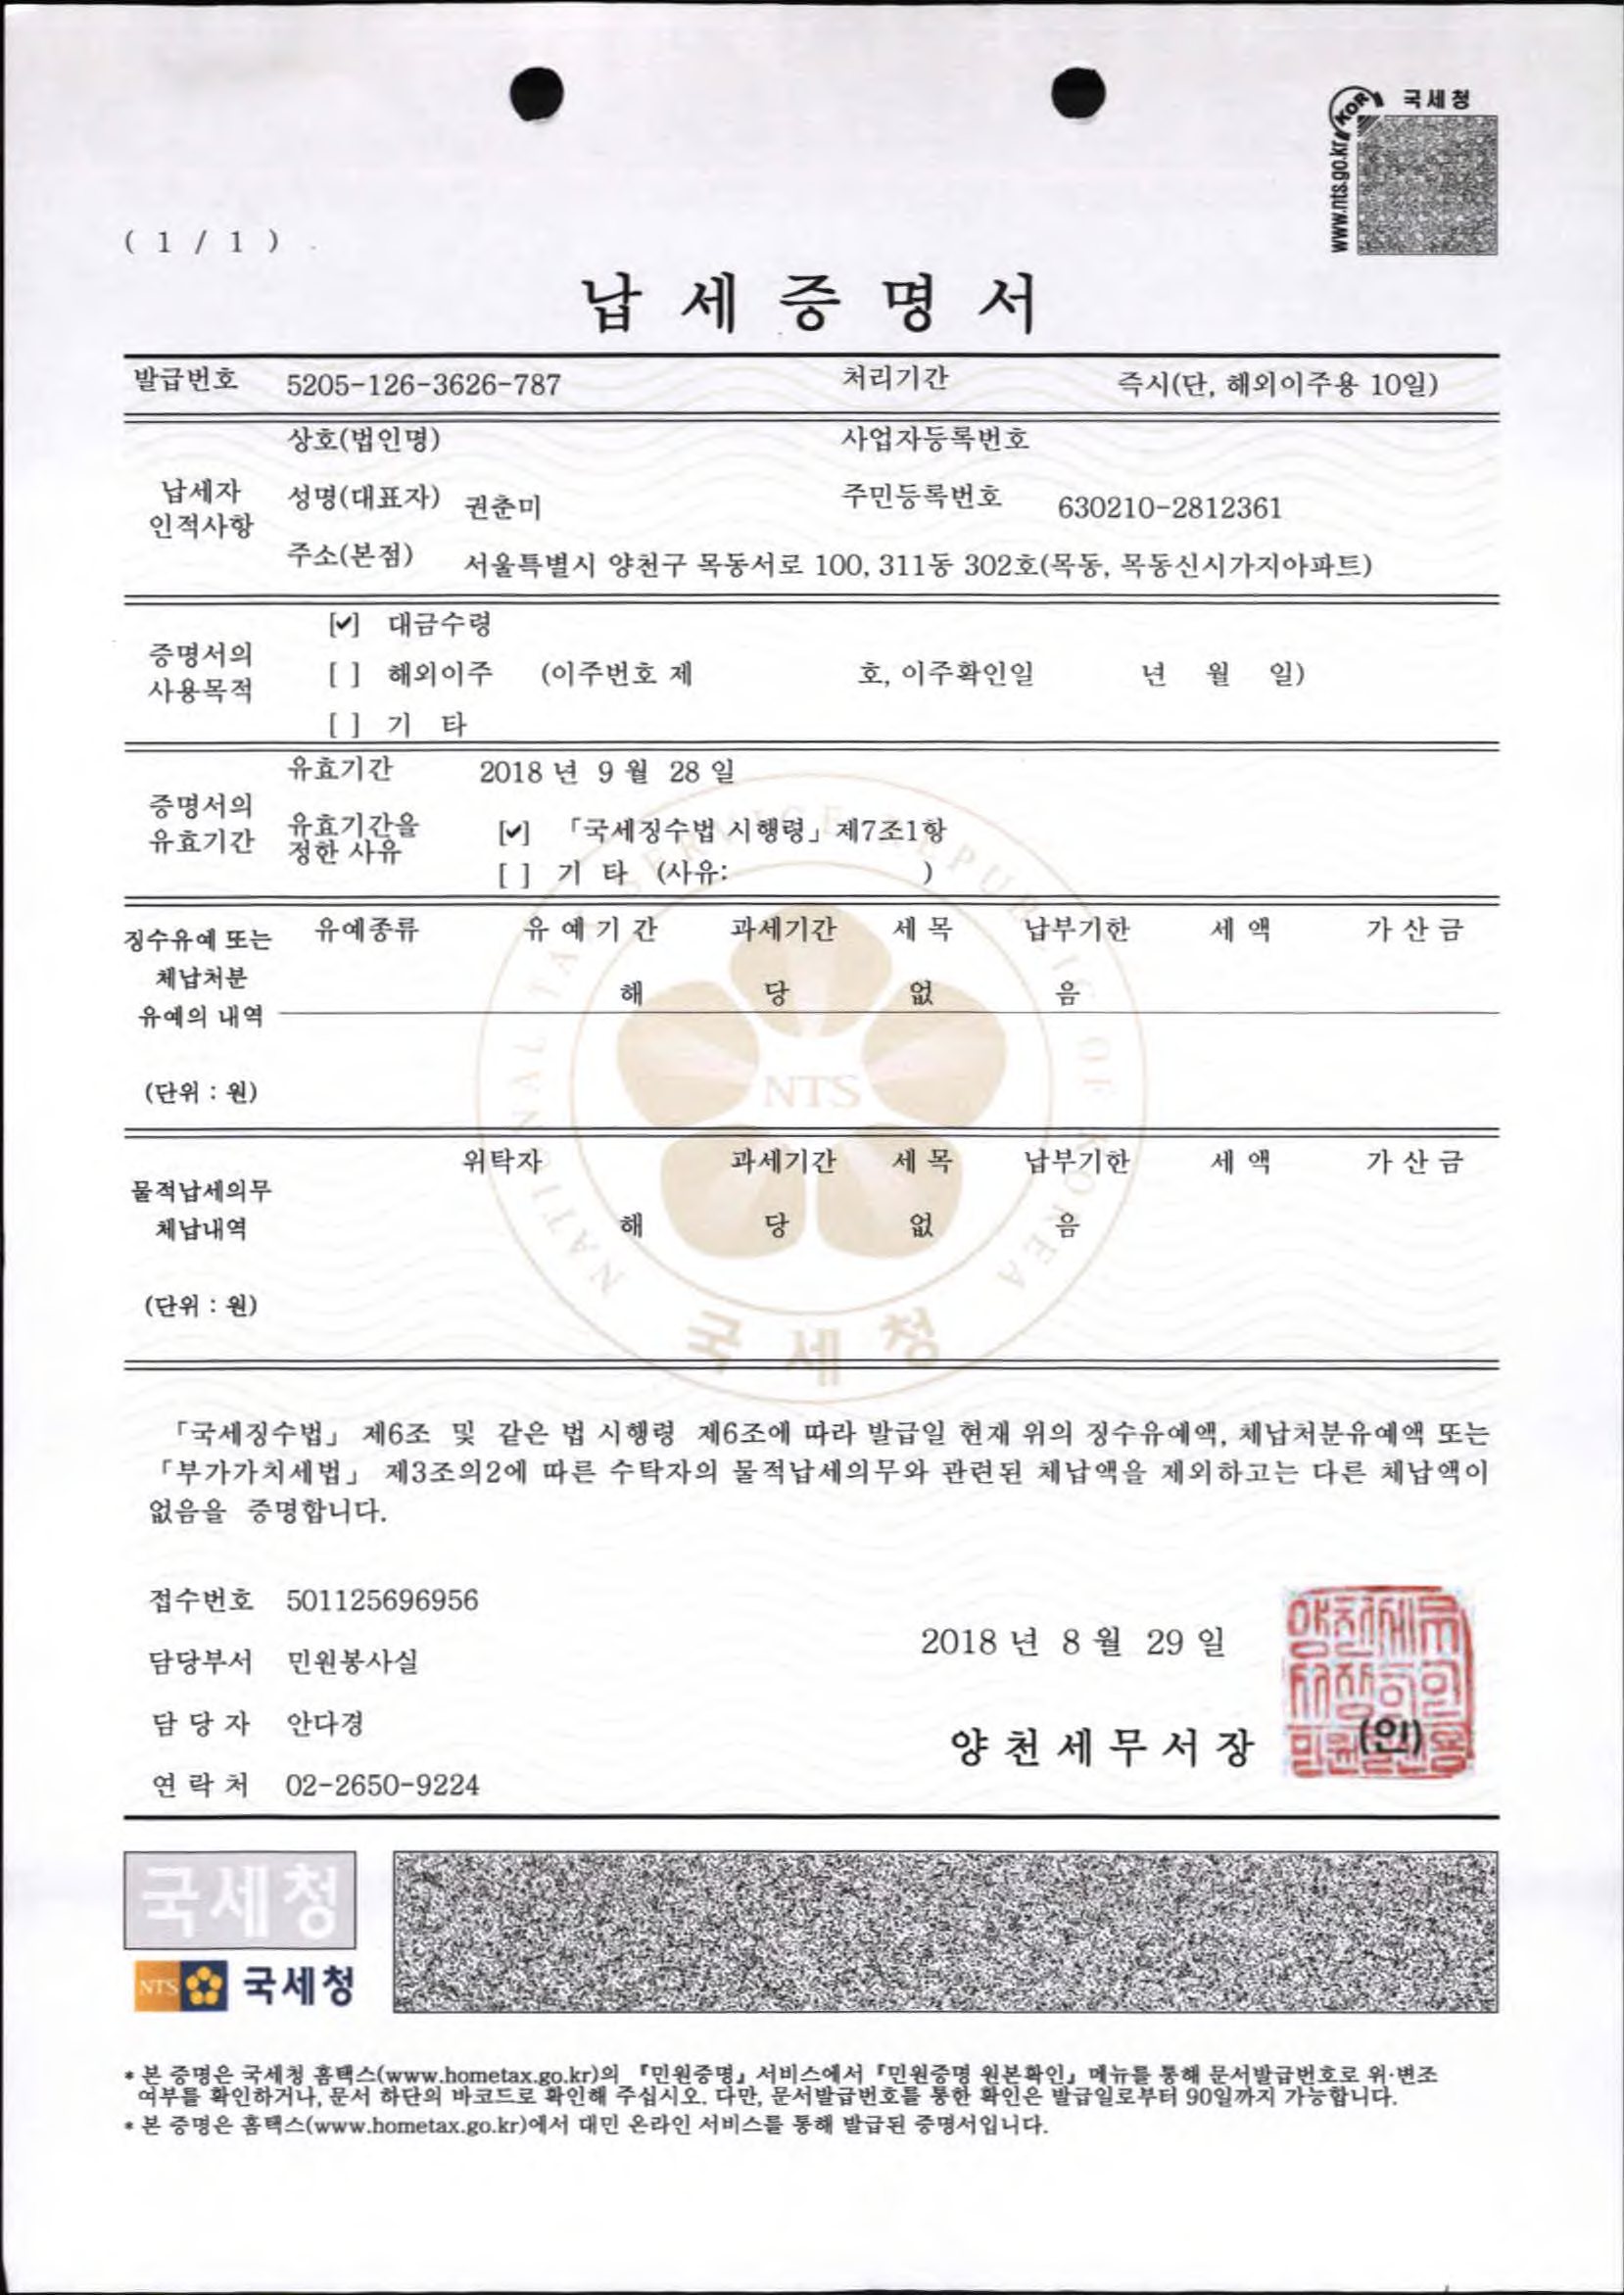 국세청
KOR
www.nts.go.kr
( 1 / 1 )
납 세 증 명 서
발급번호 5205-126-3626-787 처리기간 즉시(단, 해외이주용 10일)
상호(법인명) 사업자등록번호
납세자 인적사항
성명(대표자) 권춘미 주민등록번호 630210-2812361
주소(본점) 서울특별시 양천구 목동서로 100, 311동 302호(목동, 목동신시가지아파트)
증명서의 사용목적
[✔] 대금수령
[ ] 해외이주 (이주번호 제 호, 이주확인일 년 월 일)
[ ] 기 타
증명서의 유효기간
유효기간 2018 년 9 월 28 일
유효기간을 정한 사유
[✔] 「국세징수법 시행령」제7조1항
[ ] 기 타 (사유: )
징수유예 또는 체납처분 유예의 내역
유예종류 유 예 기 간 과세기간 세 목 납부기한 세 액 가 산 금
해 당 없 음
(단위 : 원)
위탁자 과세기간 세 목 납부기한 세 액 가 산 금
물적납세의무 체납내역
해 당 없 음
(단위 : 원)
NATIONAL TAX SERVICE REPUBLIC OF KOREA
NTS
국 세 청
「국세징수법」 제6조 및 같은 법 시행령 제6조에 따라 발급일 현재 위의 징수유예액, 체납처분유예액 또는
「부가가치세법」 제3조의2에 따른 수탁자의 물적납세의무와 관련된 체납액을 제외하고는 다른 체납액이
없음을 증명합니다.
접수번호 501125696956
담당부서 민원봉사실
담 당 자 안다경
연 락 처 02-2650-9224
2018 년 8 월 29 일
양 천 세 무 서 장 (인)
국세청
NTS 국세청
* 본 증명은 국세청 홈택스(www.hometax.go.kr)의 『민원증명』서비스에서『민원증명 원본확인』메뉴를 통해 문서발급번호로 위·변조
여부를 확인하거나, 문서 하단의 바코드로 확인해 주십시오. 다만, 문서발급번호를 통한 확인은 발급일로부터 90일까지 가능합니다.
* 본 증명은 홈택스(www.hometax.go.kr)에서 대민 온라인 서비스를 통해 발급된 증명서입니다.